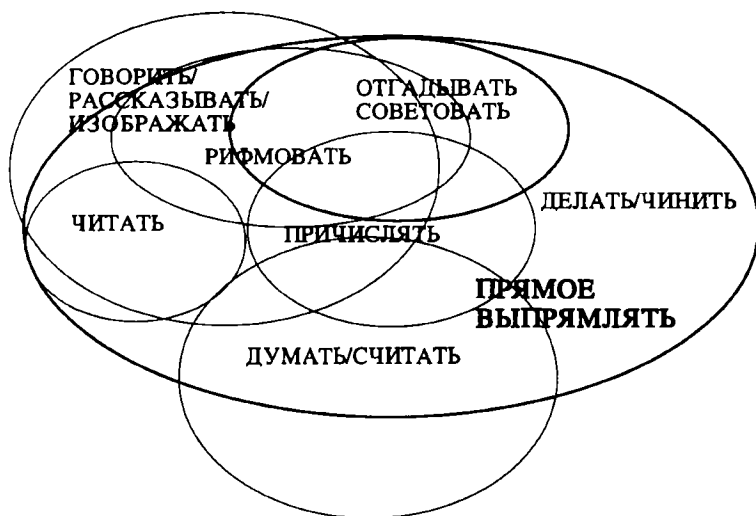 ГОВОРИТЬ/
РАССКАЗЫВАТЬ/
ИЗОБРАЖАТЬ
ОТГАДЫВАТЬ
СОВЕТОВАТЬ
РИФМОВАТЬ
ДЕЛАТЬ/ЧИНИТЬ
ЧИТАТЬ
ПРИЧИСЛЯТЬ
ПРЯМОЕ
ВЫПРЯМЛЯТЬ
ДУМАТЬ/СЧИТАТЬ